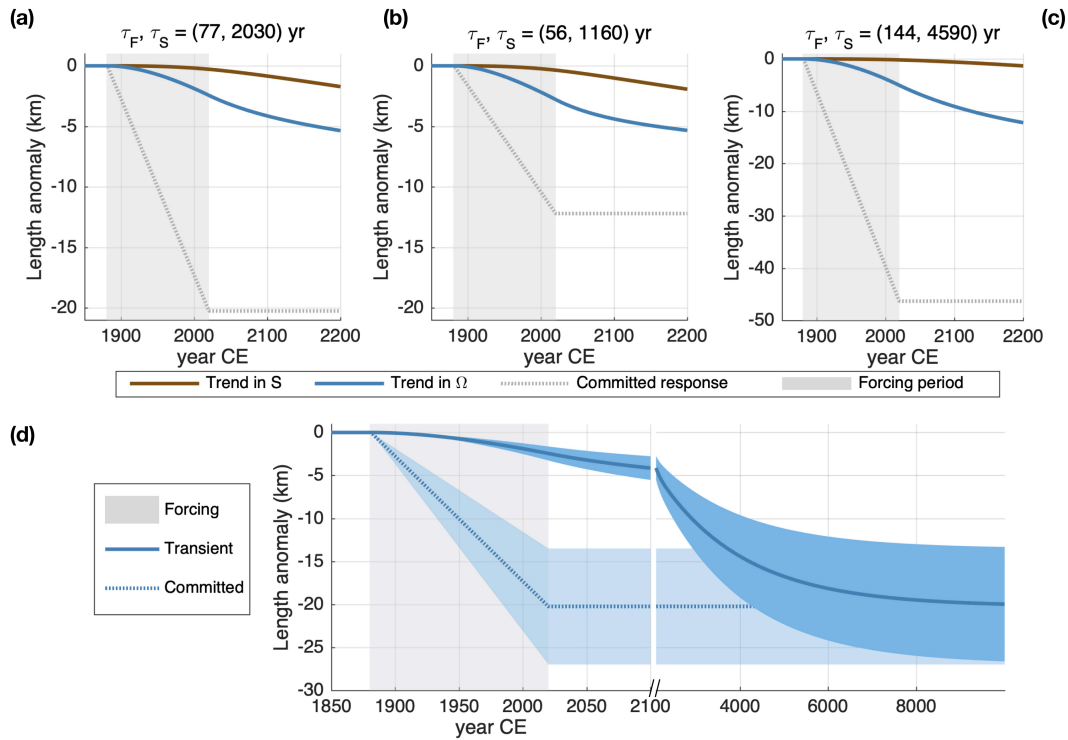 (a)
(b)
(c)
τF, τS = (77, 2030) yr
τF, τS = (56, 1160) yr
τF, τS = (144, 4590) yr
Length anomaly (km)
0
-5
-10
-15
-20
1900
2000
2100
2200
year CE
Length anomaly (km)
0
-5
-10
-15
-20
1900
2000
2100
2200
year CE
Length anomaly (km)
0
-10
-20
-30
-40
-50
1900
2000
2100
2200
year CE
Trend in S
Trend in Ω
Committed response
Forcing period
(d)
Forcing
Transient
Committed
Length anomaly (km)
0
-5
-10
-15
-20
-25
-30
1850
1900
1950
2000
2050
2100
4000
6000
8000
//
year CE